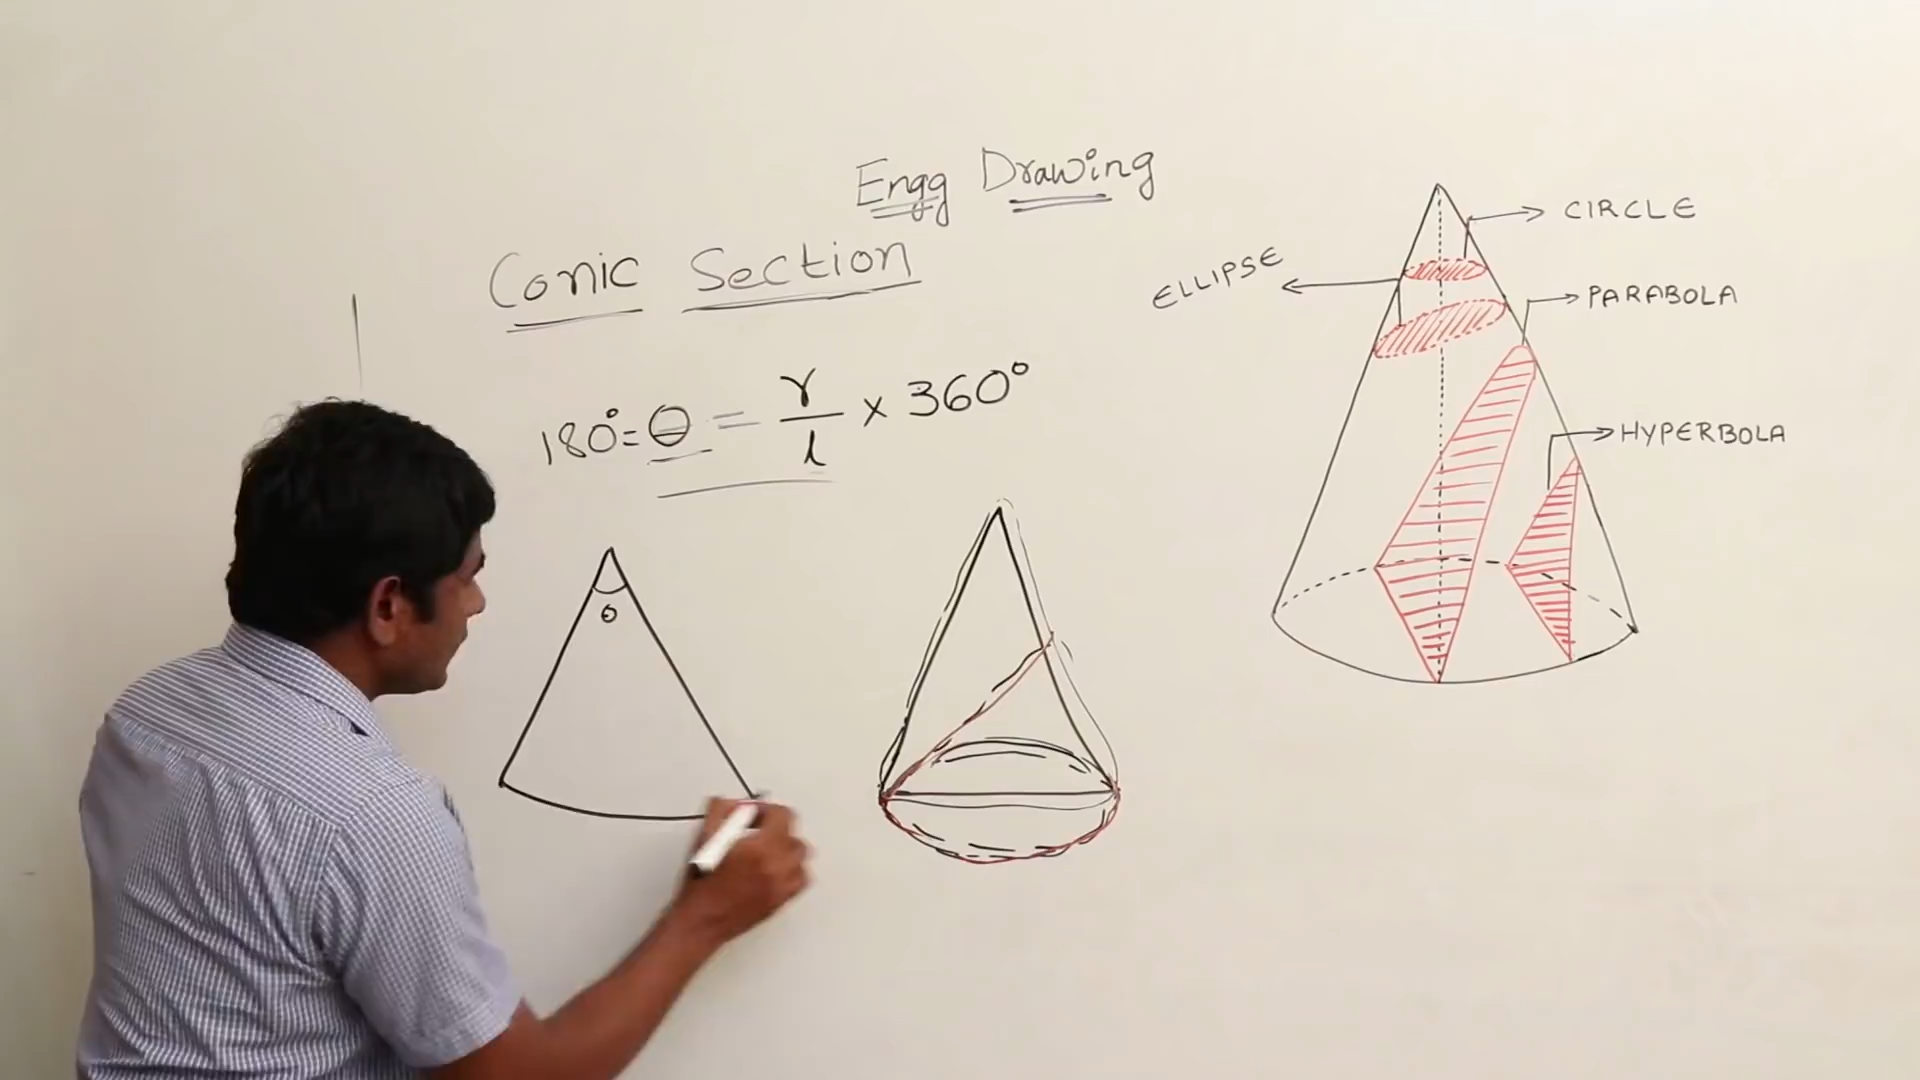 Engg Drawing
Conic Section
180° = θ = r/l × 360°
θ
CIRCLE
ELLIPSE
PARABOLA
HYPERBOLA